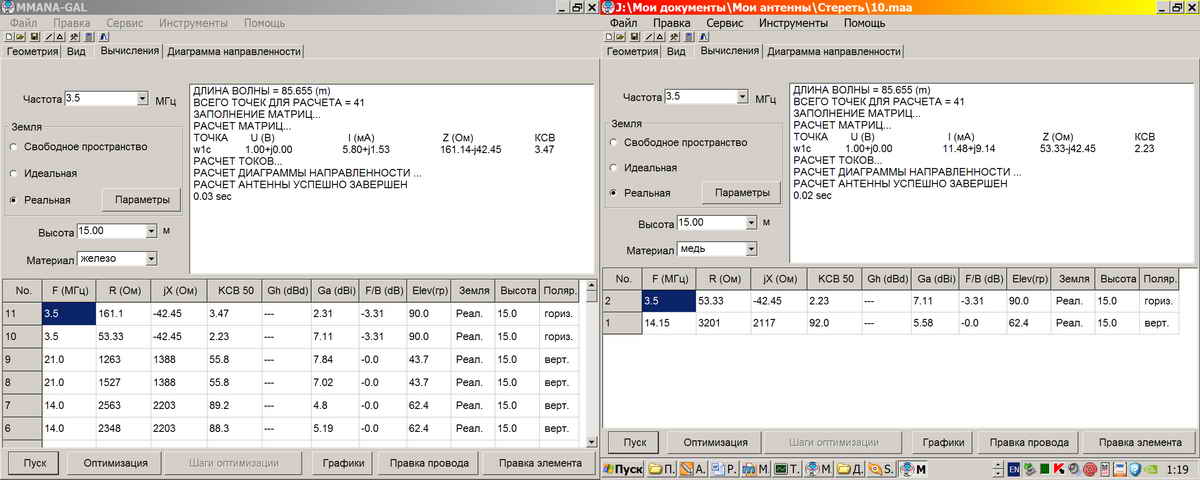 MMANA-GAL
Файл Правка Сервис Инструменты Помощь
Геометрия Вид Вычисления Диаграмма направленности
Частота 3.5 МГц
Земля
Свободное пространство
Идеальная
Реальная Параметры
Высота 15.00 м
Материал железо
ДЛИНА ВОЛНЫ = 85.655 (m)
ВСЕГО ТОЧЕК ДЛЯ РАСЧЕТА = 41
ЗАПОЛНЕНИЕ МАТРИЦ...
РАСЧЕТ МАТРИЦ...
ТОЧКА U (В) I (мА) Z (Ом) КСВ
w1c 1.00+j0.00 5.80+j1.53 161.14-j42.45 3.47
РАСЧЕТ ТОКОВ...
РАСЧЕТ ДИАГРАММЫ НАПРАВЛЕННОСТИ ...
РАСЧЕТ АНТЕННЫ УСПЕШНО ЗАВЕРШЕН
0.03 sec
No. F (МГц) R (Ом) jX (Ом) КСВ 50 Gh (dBd) Ga (dBi) F/B (dB) Elev(гр) Земля Высота Поляр.
11 3.5 161.1 -42.45 3.47 --- 2.31 -3.31 90.0 Реал. 15.0 гориз.
10 3.5 53.33 -42.45 2.23 --- 7.11 -3.31 90.0 Реал. 15.0 гориз.
9 21.0 1263 1388 55.8 --- 7.84 -0.0 43.7 Реал. 15.0 верт.
8 21.0 1527 1388 55.8 --- 7.02 -0.0 43.7 Реал. 15.0 верт.
7 14.0 2563 2203 89.2 --- 4.8 -0.0 62.4 Реал. 15.0 верт.
6 14.0 2348 2203 88.3 --- 5.19 -0.0 62.4 Реал. 15.0 верт.
Пуск Оптимизация Шаги оптимизации Графики Правка провода Правка элемента
J:\Мои документы\Мои антенны\Стереть\10.maa
Файл Правка Сервис Инструменты Помощь
Геометрия Вид Вычисления Диаграмма направленности
Частота 3.5 МГц
Земля
Свободное пространство
Идеальная
Реальная Параметры
Высота 15.00 м
Материал медь
ДЛИНА ВОЛНЫ = 85.655 (m)
ВСЕГО ТОЧЕК ДЛЯ РАСЧЕТА = 41
ЗАПОЛНЕНИЕ МАТРИЦ...
РАСЧЕТ МАТРИЦ...
ТОЧКА U (В) I (мА) Z (Ом) КСВ
w1c 1.00+j0.00 11.48+j9.14 53.33-j42.45 2.23
РАСЧЕТ ТОКОВ...
РАСЧЕТ ДИАГРАММЫ НАПРАВЛЕННОСТИ ...
РАСЧЕТ АНТЕННЫ УСПЕШНО ЗАВЕРШЕН
0.02 sec
No. F (МГц) R (Ом) jX (Ом) КСВ 50 Gh (dBd) Ga (dBi) F/B (dB) Elev(гр) Земля Высота Поляр.
2 3.5 53.33 -42.45 2.23 --- 7.11 -3.31 90.0 Реал. 15.0 гориз.
1 14.15 3201 2117 92.0 --- 5.58 -0.0 62.4 Реал. 15.0 верт.
Пуск Оптимизация Шаги оптимизации Графики Правка провода Правка элемента
Пуск П. A. Р. М. Т. М Д. S. М EN 1:19